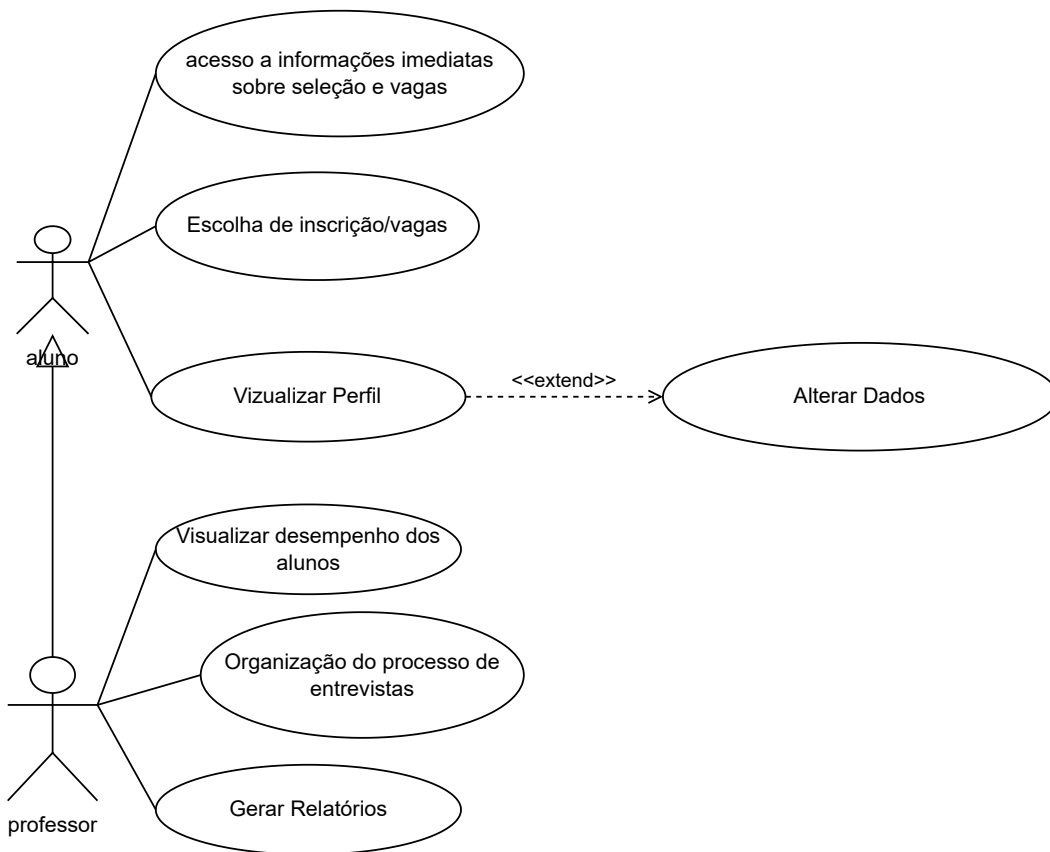 acesso a informações imediatas
sobre seleção e vagas
Escolha de inscrição/vagas
aluno
Vizualizar Perfil
<<extend>>
Alterar Dados
Visualizar desempenho dos
alunos
Organização do processo de
entrevistas
Gerar Relatórios
professor